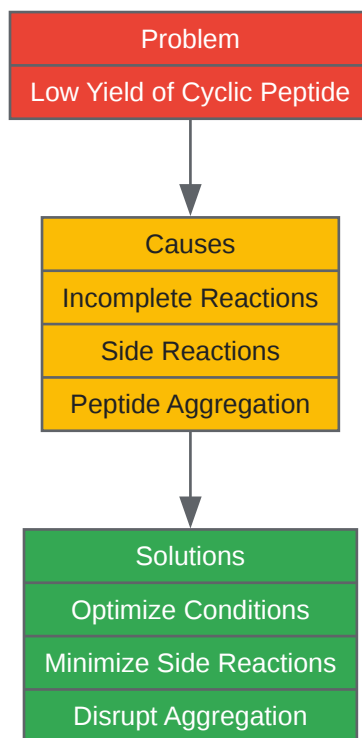 Problem
Low Yield of Cyclic Peptide
Causes
Incomplete Reactions
Side Reactions
Peptide Aggregation
Solutions
Optimize Conditions
Minimize Side Reactions
Disrupt Aggregation